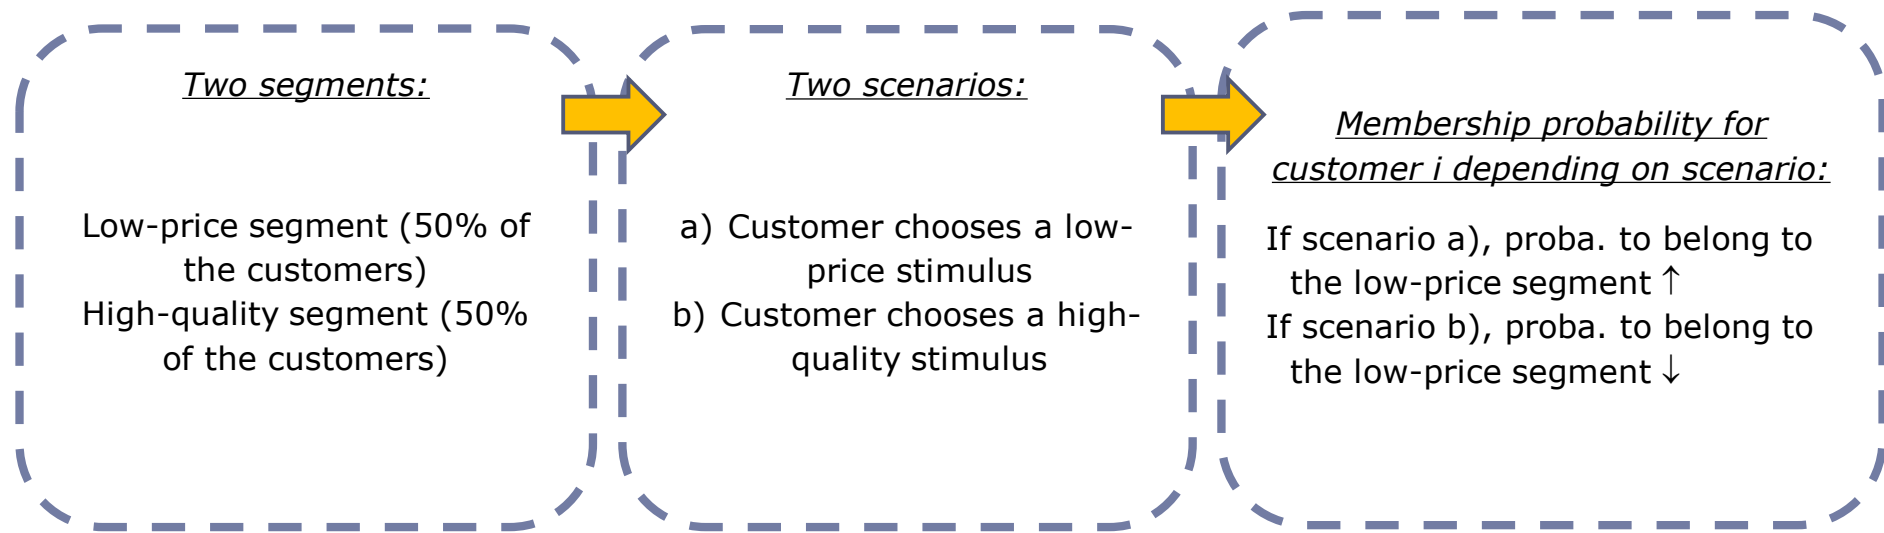 Two segments:
Low-price segment (50% of
the customers)
High-quality segment (50%
of the customers)
Two scenarios:
a) Customer chooses a low-
price stimulus
b) Customer chooses a high-
quality stimulus
Membership probability for
customer i depending on scenario:
If scenario a), proba. to belong to
the low-price segment ↑
If scenario b), proba. to belong to
the low-price segment ↓